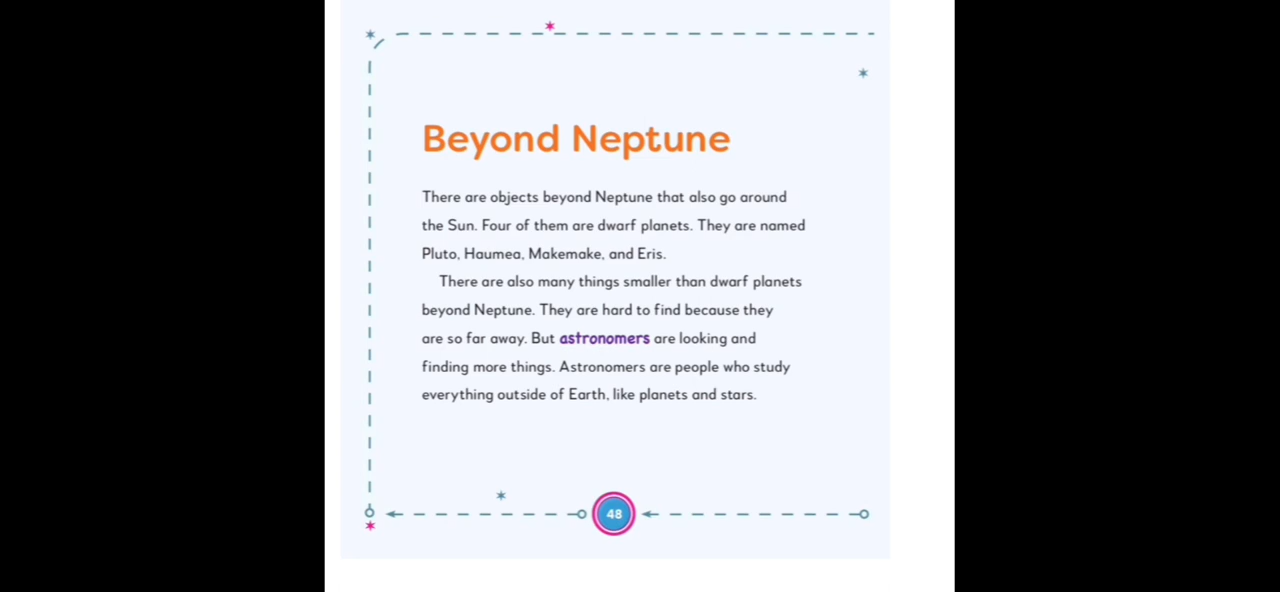 Beyond Neptune
There are objects beyond Neptune that also go around
the Sun. Four of them are dwarf planets. They are named
Pluto, Haumea, Makemake, and Eris.
There are also many things smaller than dwarf planets
beyond Neptune. They are hard to find because they
are so far away. But astronomers are looking and
finding more things. Astronomers are people who study
everything outside of Earth, like planets and stars.
48